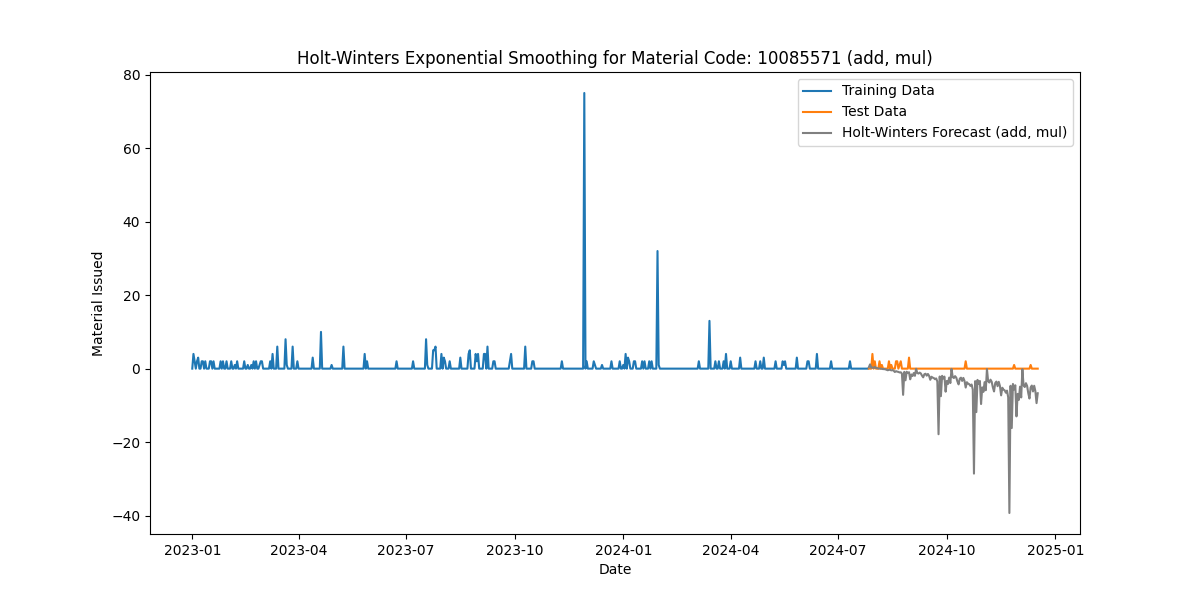 Holt-Winters Exponential Smoothing for Material Code: 10085571 (add, mul)
Training Data
Test Data
Holt-Winters Forecast (add, mul)
Material Issued
80
60
40
20
0
−20
−40
2023-01
2023-04
2023-07
2023-10
2024-01
2024-04
2024-07
2024-10
2025-01
Date